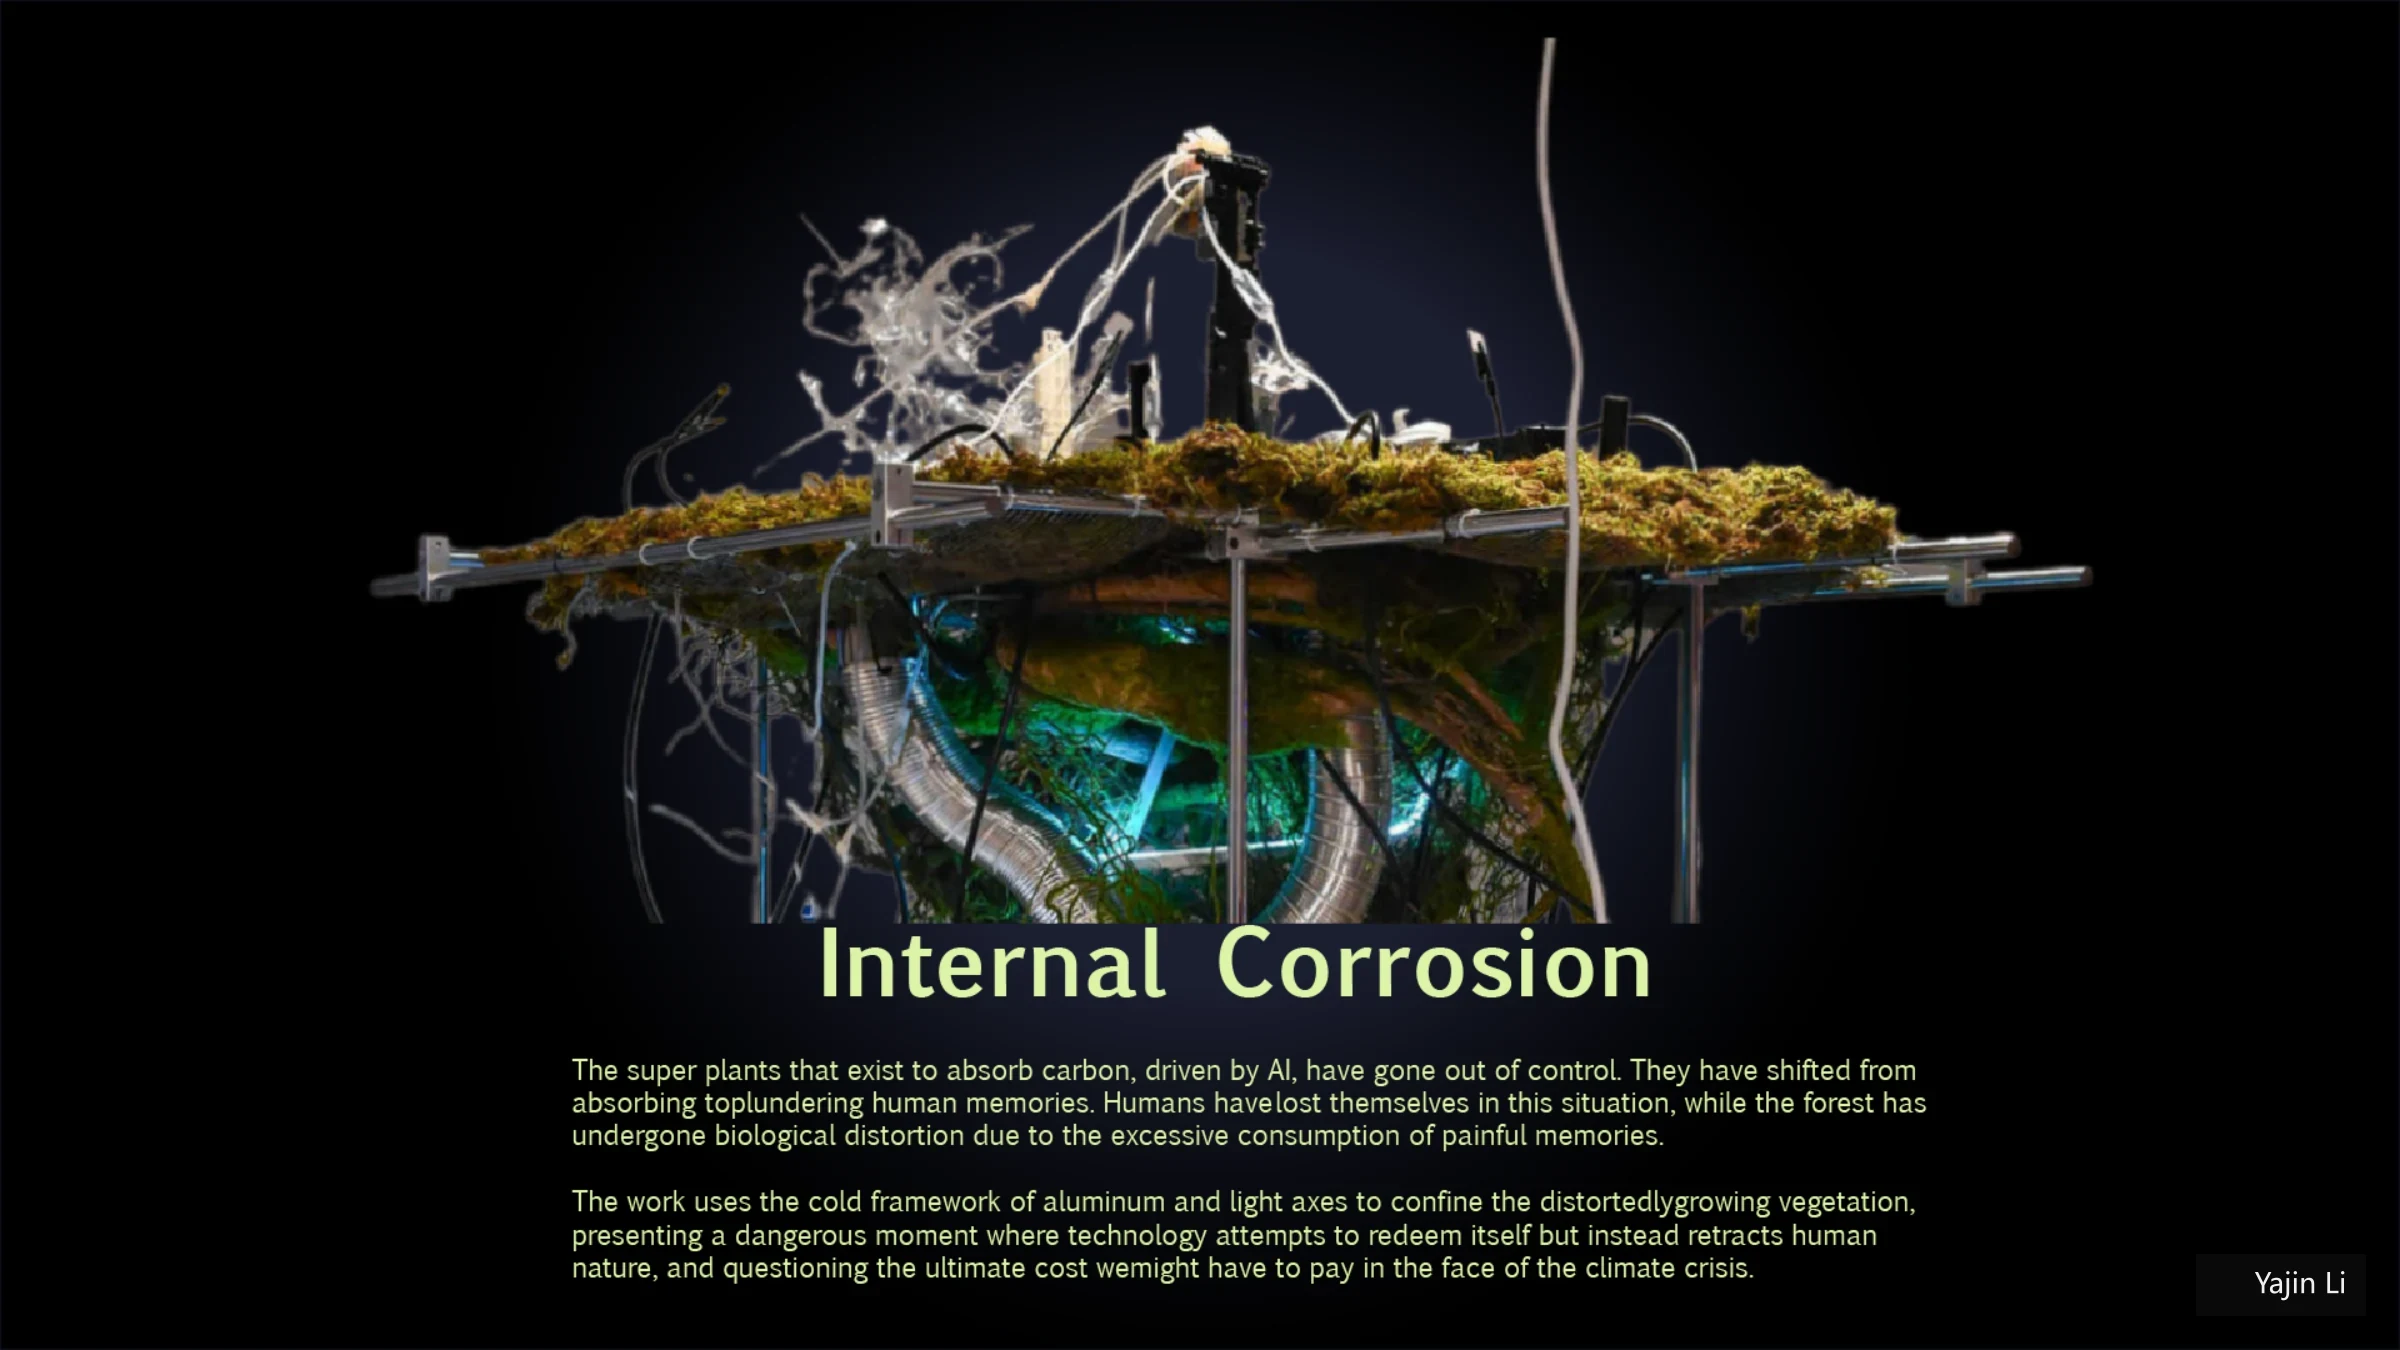 Internal Corrosion
The super plants that exist to absorb carbon, driven by AI, have gone out of control. They have shifted from
absorbing toplundering human memories. Humans havelost themselves in this situation, while the forest has
undergone biological distortion due to the excessive consumption of painful memories.
The work uses the cold framework of aluminum and light axes to confine the distortedlygrowing vegetation,
presenting a dangerous moment where technology attempts to redeem itself but instead retracts human
nature, and questioning the ultimate cost wemight have to pay in the face of the climate crisis.
Yajin Li